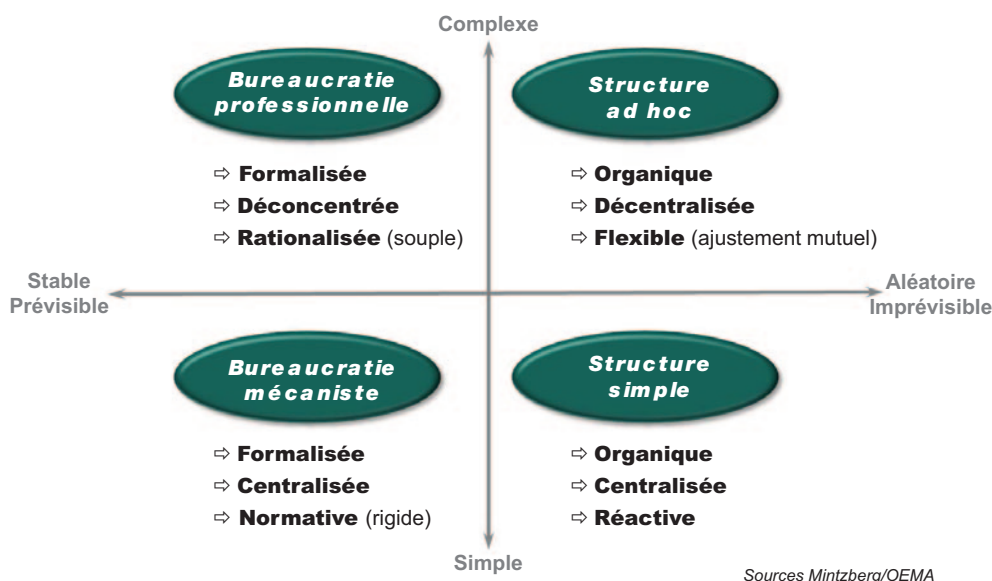 Complexe
Bureaucratie
professionnelle
⇨ Formalisée
⇨ Déconcentrée
⇨ Rationalisée (souple)
Structure
ad hoc
⇨ Organique
⇨ Décentralisée
⇨ Flexible (ajustement mutuel)
Stable
Prévisible
Aléatoire
Imprévisible
Bureaucratie
mécaniste
⇨ Formalisée
⇨ Centralisée
⇨ Normative (rigide)
Structure
simple
⇨ Organique
⇨ Centralisée
⇨ Réactive
Simple
Sources Mintzberg/OEMA